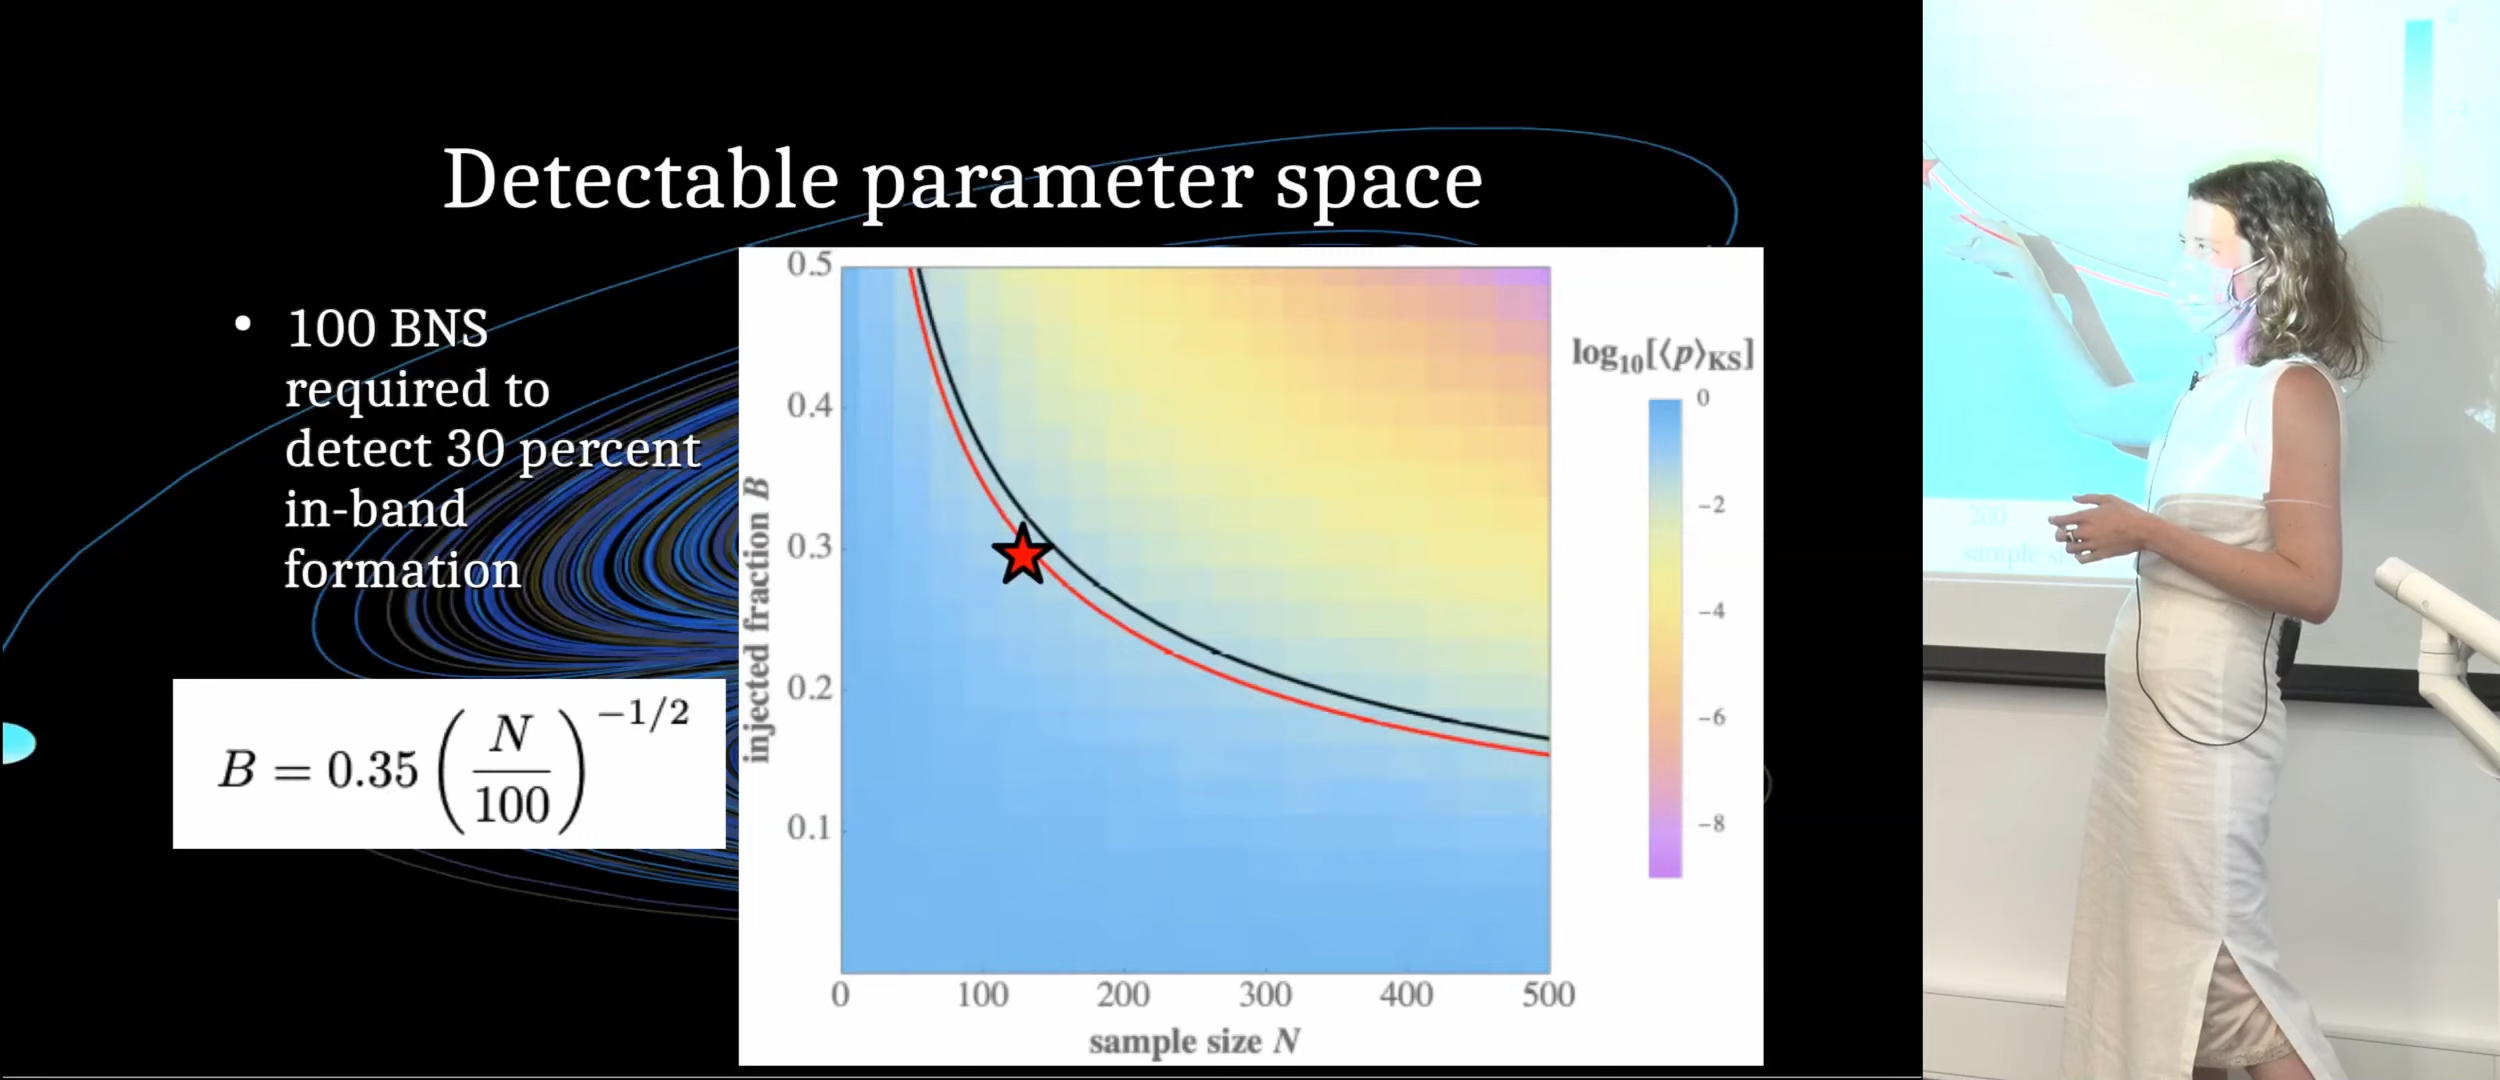 Detectable parameter space
• 100 BNS
required to
detect 30 percent
in-band
formation
B = 0.35 (N/100)^{-1/2}
0.5
0.4
0.3
0.2
0.1
injected fraction B
0
100
200
300
400
500
sample size N
log₁₀[⟨p⟩KS]
0
−2
−4
−6
−8
200